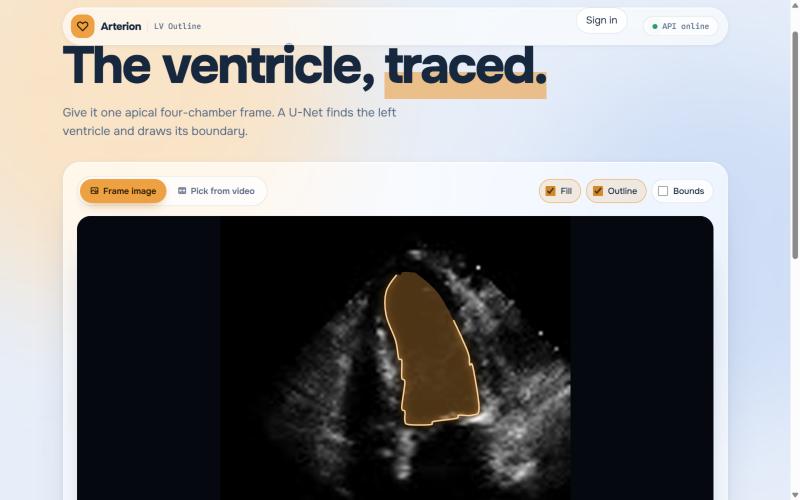 Arterion
LV Outline
Sign in
API online
The ventricle, traced.
Give it one apical four-chamber frame. A U-Net finds the left
ventricle and draws its boundary.
Frame image
Pick from video
Fill
Outline
Bounds